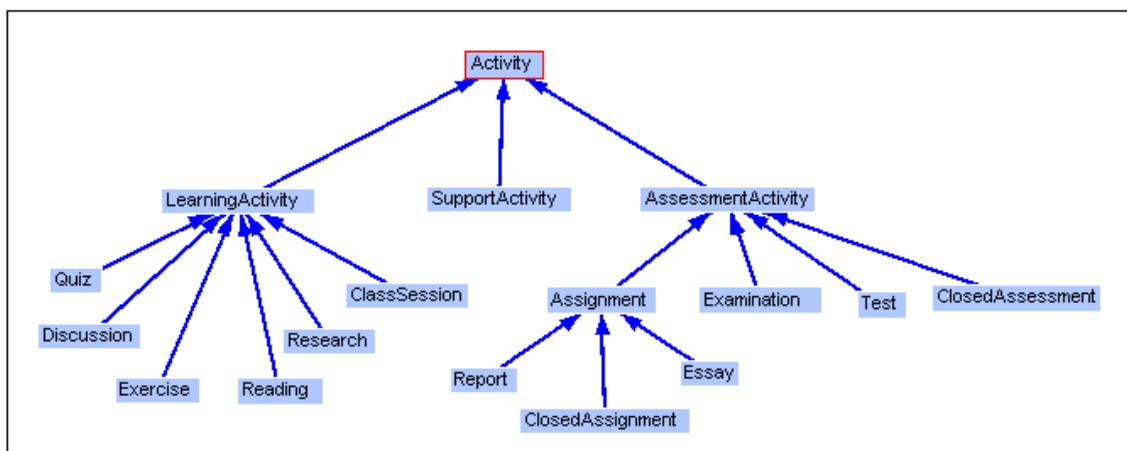 Activity
LearningActivity
SupportActivity
AssessmentActivity
Quiz
ClassSession
Assignment
Examination
Test
ClosedAssessment
Discussion
Research
Exercise
Reading
Report
Essay
ClosedAssignment